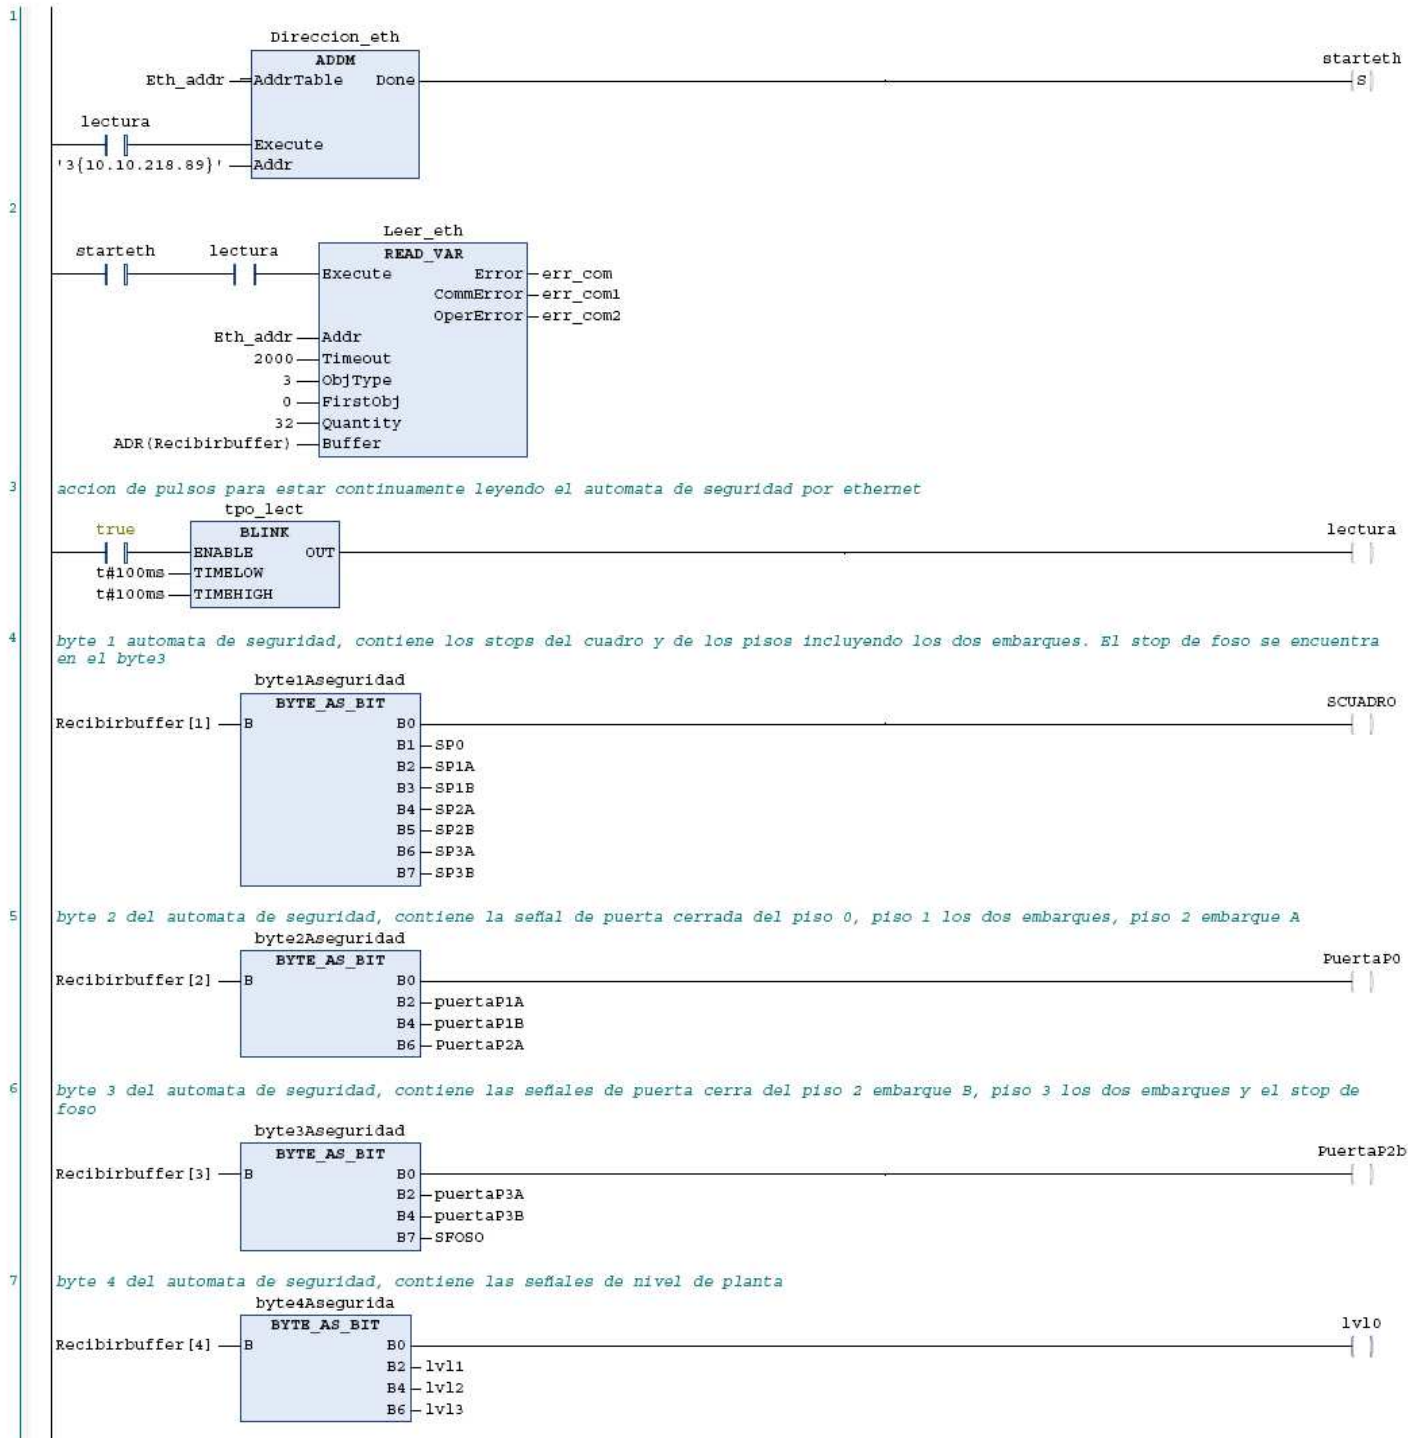 1
Direccion_eth
ADDM
starteth
Eth_addr AddrTable Done S
lectura
Execute
'3{10.10.218.89}' Addr
2
Leer_eth
starteth lectura READ_VAR
Execute Error err_com
CommError err_com1
OperError err_com2
Eth_addr Addr
2000 Timeout
3 ObjType
0 FirstObj
32 Quantity
ADR(Recibirbuffer) Buffer
3 accion de pulsos para estar continuamente leyendo el automata de seguridad por ethernet
tpo_lect
true BLINK lectura
ENABLE OUT
t#100ms TIMELOW
t#100ms TIMEHIGH
4 byte 1 automata de seguridad, contiene los stops del cuadro y de los pisos incluyendo los dos embarques. El stop de foso se encuentra
en el byte3
byte1Aseguridad
BYTE_AS_BIT SCUADRO
Recibirbuffer[1] B B0
B1 SP0
B2 SP1A
B3 SP1B
B4 SP2A
B5 SP2B
B6 SP3A
B7 SP3B
5 byte 2 del automata de seguridad, contiene la señal de puerta cerrada del piso 0, piso 1 los dos embarques, piso 2 embarque A
byte2Aseguridad
BYTE_AS_BIT PuertaP0
Recibirbuffer[2] B B0
B2 puertaP1A
B4 puertaP1B
B6 PuertaP2A
6 byte 3 del automata de seguridad, contiene las señales de puerta cerra del piso 2 embarque B, piso 3 los dos embarques y el stop de
foso
byte3Aseguridad
BYTE_AS_BIT PuertaP2b
Recibirbuffer[3] B B0
B2 puertaP3A
B4 puertaP3B
B7 SFOSO
7 byte 4 del automata de seguridad, contiene las señales de nivel de planta
byte4Asegurida
BYTE_AS_BIT lvl0
Recibirbuffer[4] B B0
B2 lvl1
B4 lvl2
B6 lvl3